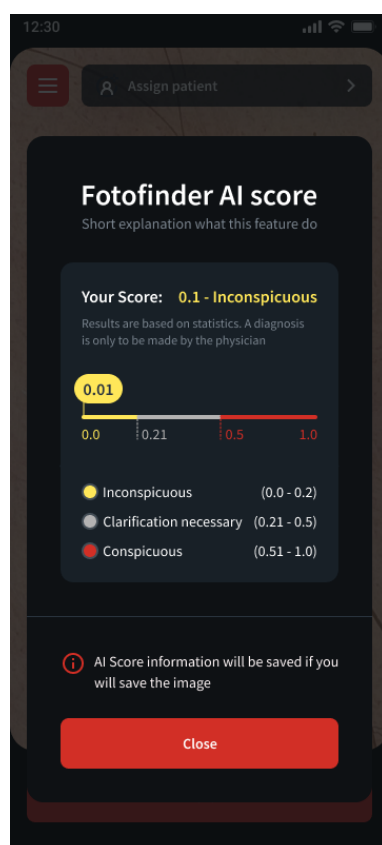 12:30
Assign patient
Fotofinder AI score
Short explanation what this feature do
Your Score: 0.1 - Inconspicuous
Results are based on statistics. A diagnosis
is only to be made by the physician
0.01
0.0 0.21 0.5 1.0
Inconspicuous (0.0 - 0.2)
Clarification necessary (0.21 - 0.5)
Conspicuous (0.51 - 1.0)
AI Score information will be saved if you
will save the image
Close